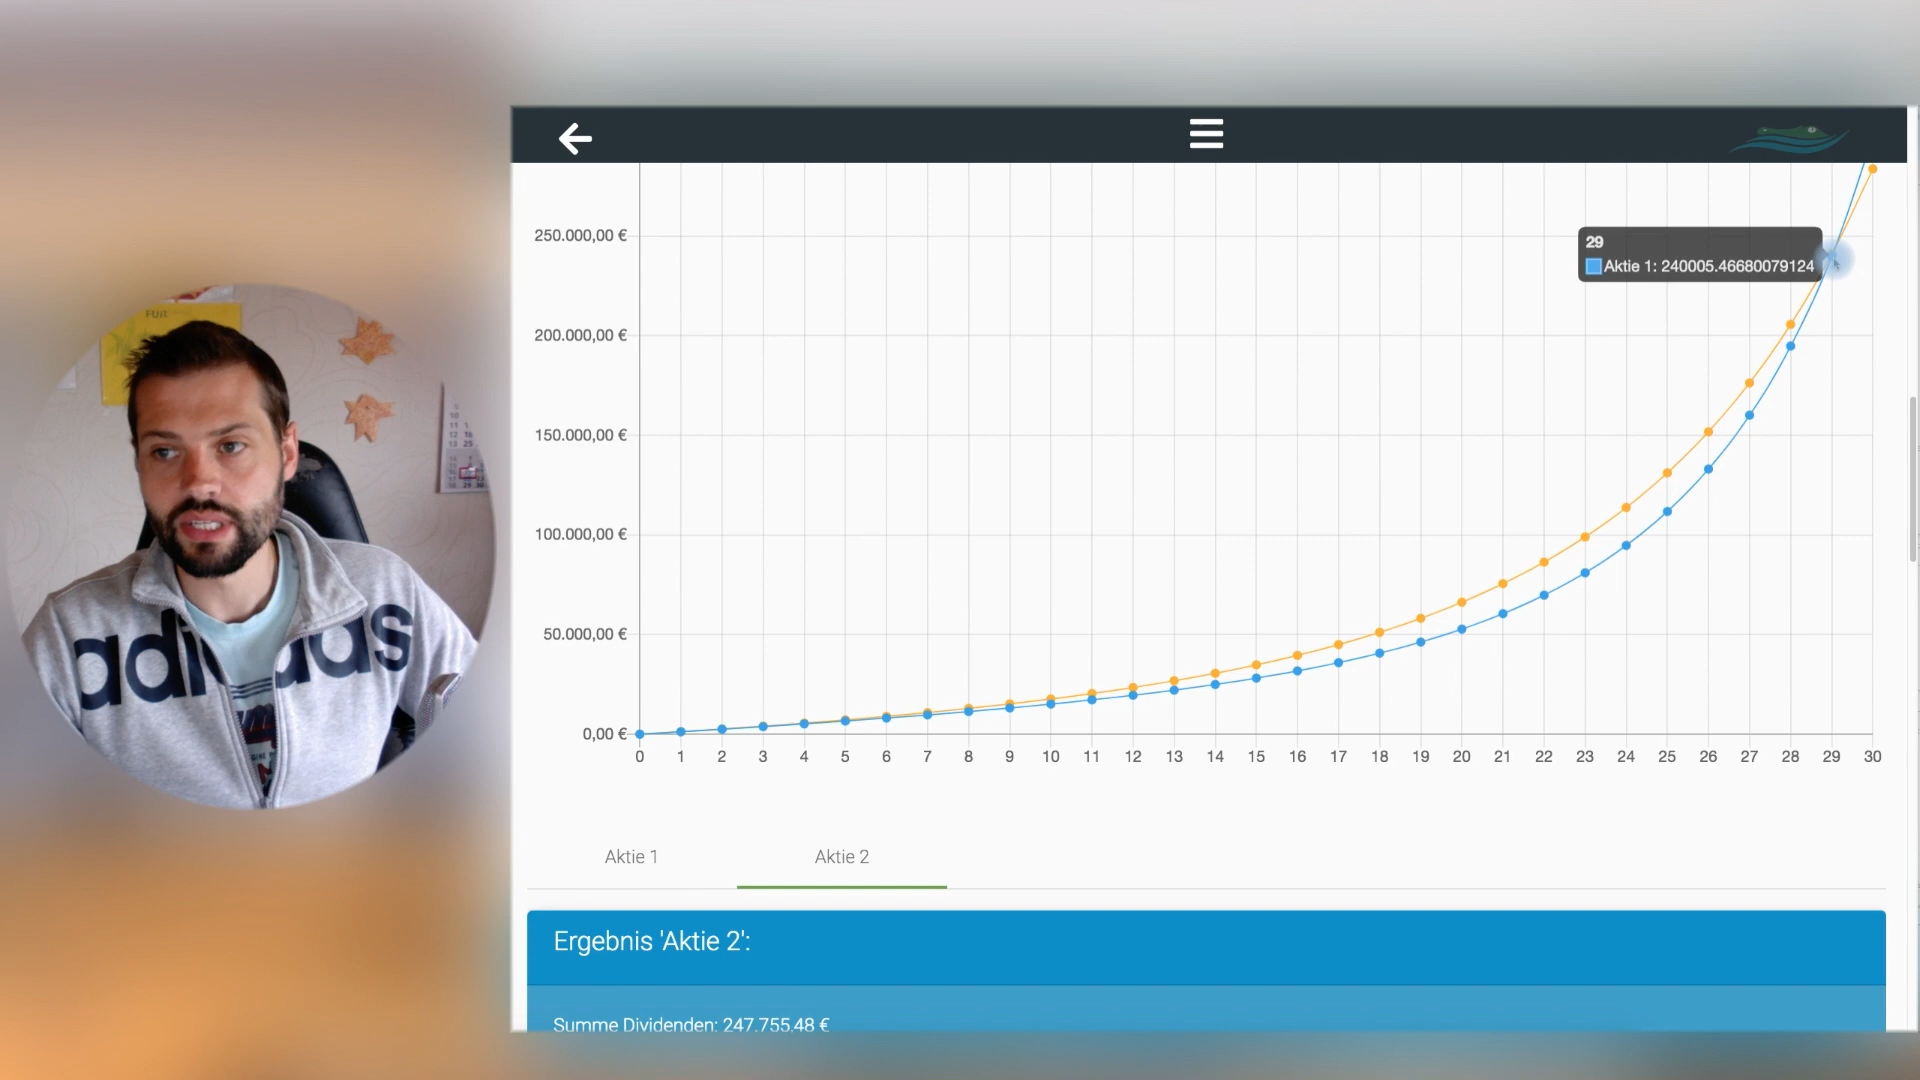 FÜR
adidas
29
Aktie 1: 240005.46680079124
250.000,00 €
200.000,00 €
150.000,00 €
100.000,00 €
50.000,00 €
0,00 €
0 1 2 3 4 5 6 7 8 9 10 11 12 13 14 15 16 17 18 19 20 21 22 23 24 25 26 27 28 29 30
Aktie 1 Aktie 2
Ergebnis 'Aktie 2':
Summe Dividenden: 247.755,48 €